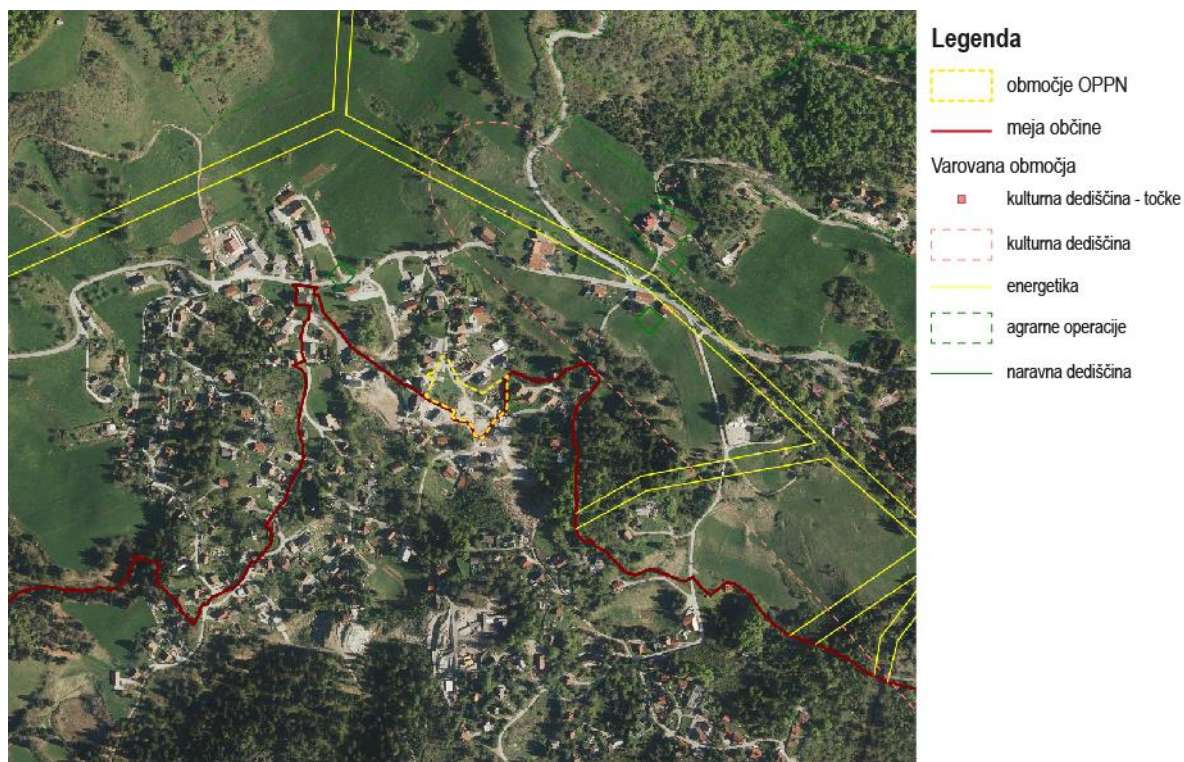 Legenda
območje OPPN
meja občine
Varovana območja
kulturna dediščina - točke
kulturna dediščina
energetika
agrarne operacije
naravna dediščina